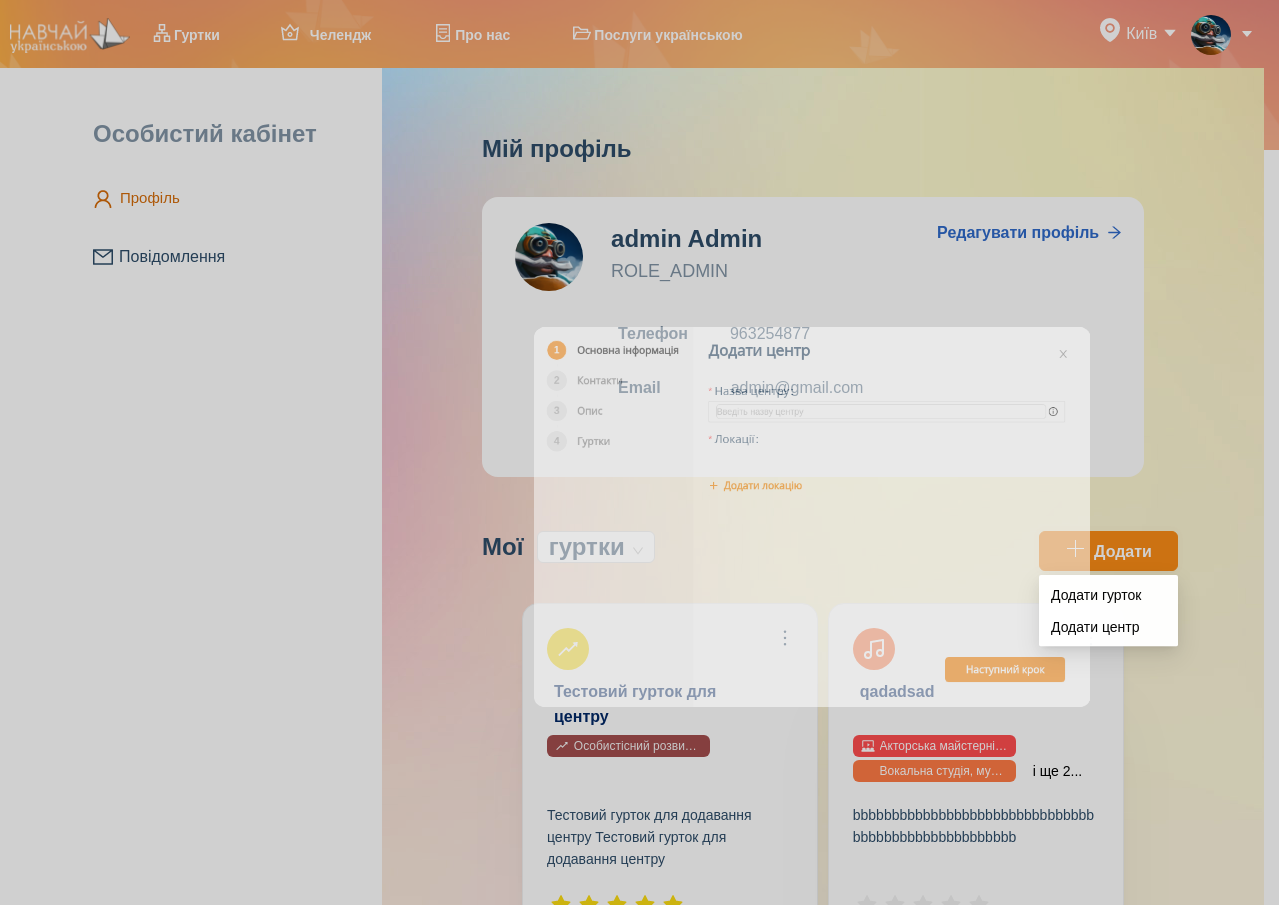 НАВЧАЙ
українською
Гуртки
Челендж
Про нас
Послуги українською
Київ
Особистий кабінет
Профіль
Повідомлення
Мій профіль
admin Admin
ROLE_ADMIN
Редагувати профіль
Телефон 963254877
Email admin@gmail.com
1 Основна інформація
2 Контакти
3 Опис
4 Гуртки
Додати центр
X
* Назва центру:
Введіть назву центру
* Локації:
+ Додати локацію
Наступний крок
Мої гуртки
Додати
Додати гурток
Додати центр
Тестовий гурток для
центру
Особистісний розви...
Тестовий гурток для додавання
центру Тестовий гурток для
додавання центру
qadadsad
Акторська майстерні...
Вокальна студія, му...
і ще 2...
bbbbbbbbbbbbbbbbbbbbbbbbbbbbbbb
bbbbbbbbbbbbbbbbbbbbb